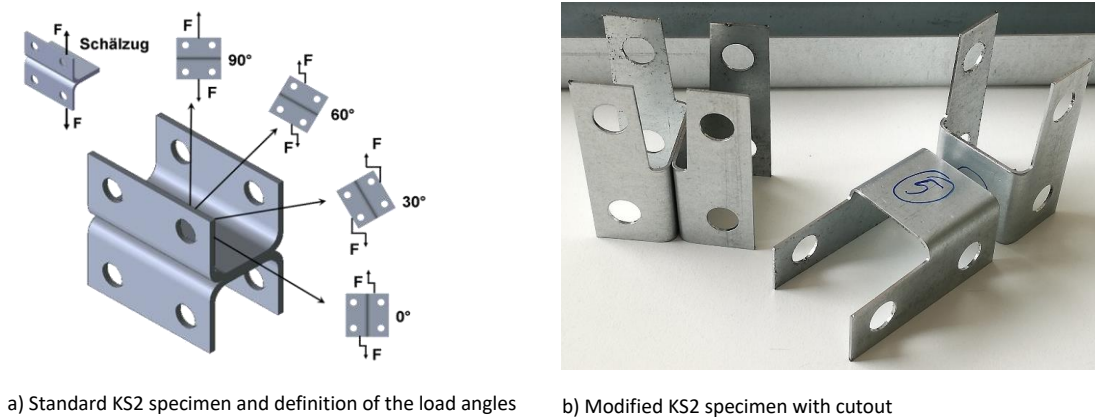 F
F
Schälzug
F
90°
F
F
60°
F
F
30°
F
F
0°
F
5
a) Standard KS2 specimen and definition of the load angles
b) Modified KS2 specimen with cutout